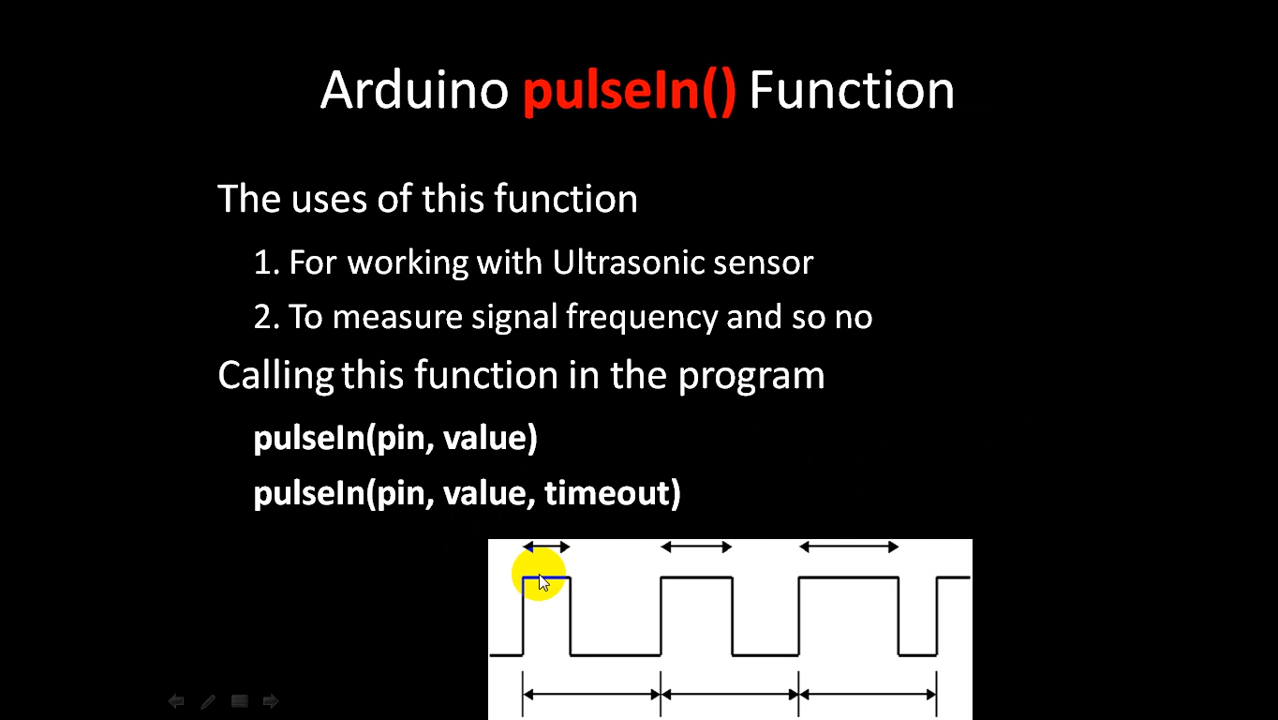 Arduino pulseIn() Function
The uses of this function
1. For working with Ultrasonic sensor
2. To measure signal frequency and so no
Calling this function in the program
pulseIn(pin, value)
pulseIn(pin, value, timeout)